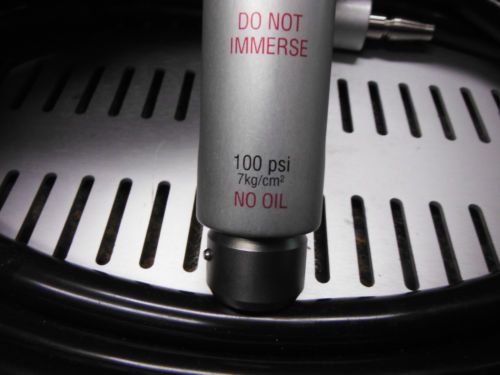 DO NOT
IMMERSE
100 psi
7kg/cm²
NO OIL